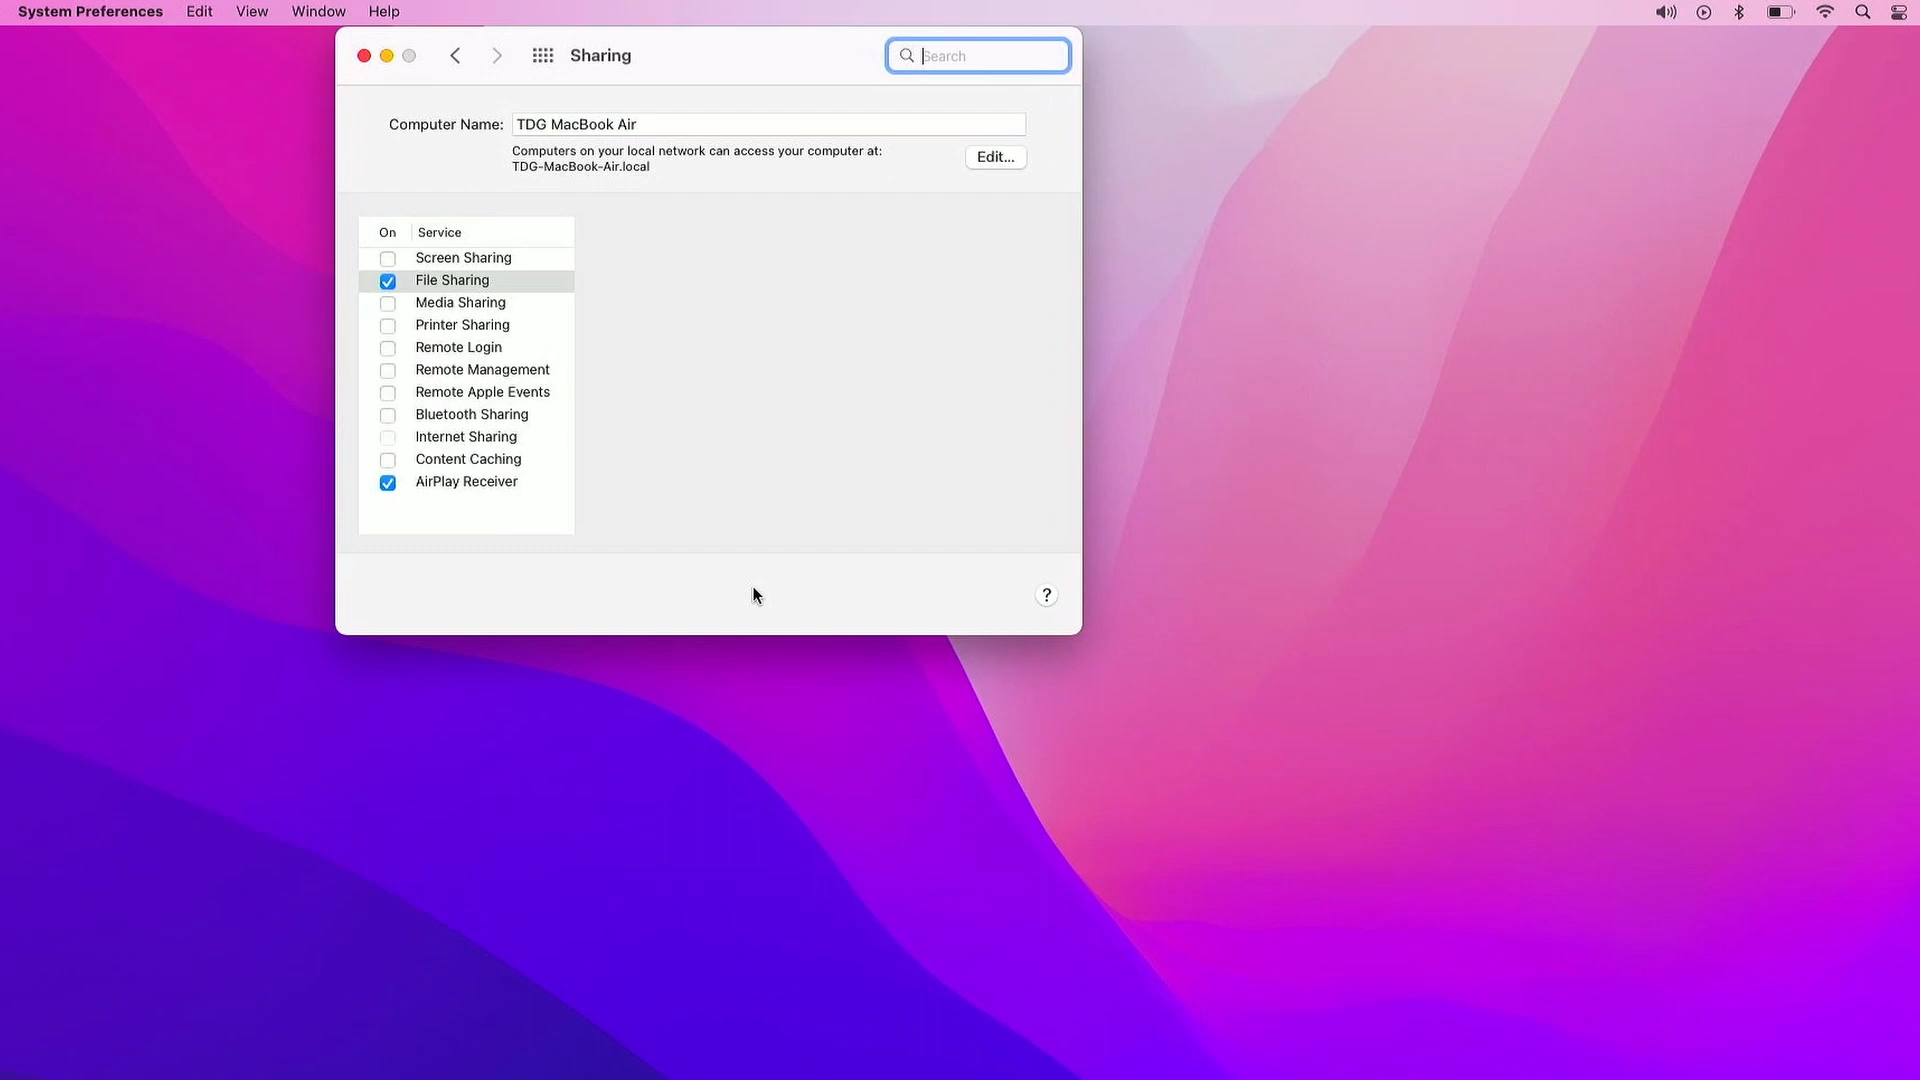 System Preferences Edit View Window Help
Sharing
Search
Computer Name: TDG MacBook Air
Computers on your local network can access your computer at:
TDG-MacBook-Air.local
Edit...
On Service
Screen Sharing
File Sharing
Media Sharing
Printer Sharing
Remote Login
Remote Management
Remote Apple Events
Bluetooth Sharing
Internet Sharing
Content Caching
AirPlay Receiver
?